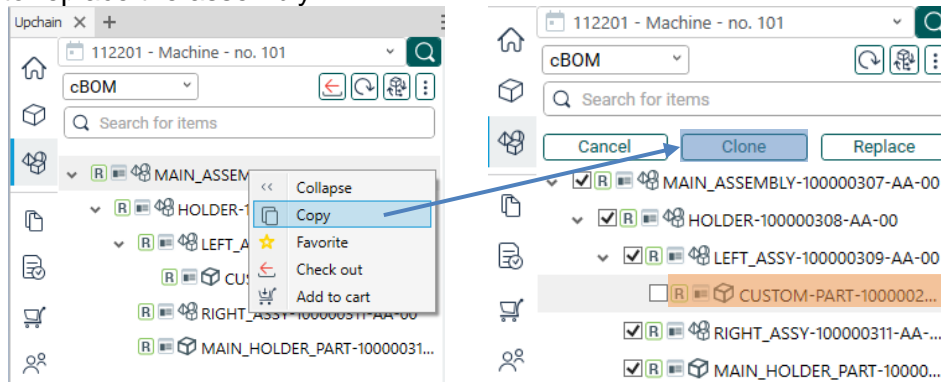 Upchain
112201 - Machine - no. 101
cBOM
Search for items
R MAIN_ASSEM
R HOLDER-1
R LEFT_A
R CUS
R RIGHT_ASSY-100000311-AA-00
R MAIN_HOLDER_PART-10000031...
Collapse
Copy
Favorite
Check out
Add to cart
112201 - Machine - no. 101
cBOM
Search for items
Cancel Clone Replace
R MAIN_ASSEMBLY-100000307-AA-00
R HOLDER-100000308-AA-00
R LEFT_ASSY-100000309-AA-00
R CUSTOM-PART-1000002...
R RIGHT_ASSY-100000311-AA-...
R MAIN_HOLDER_PART-10000...